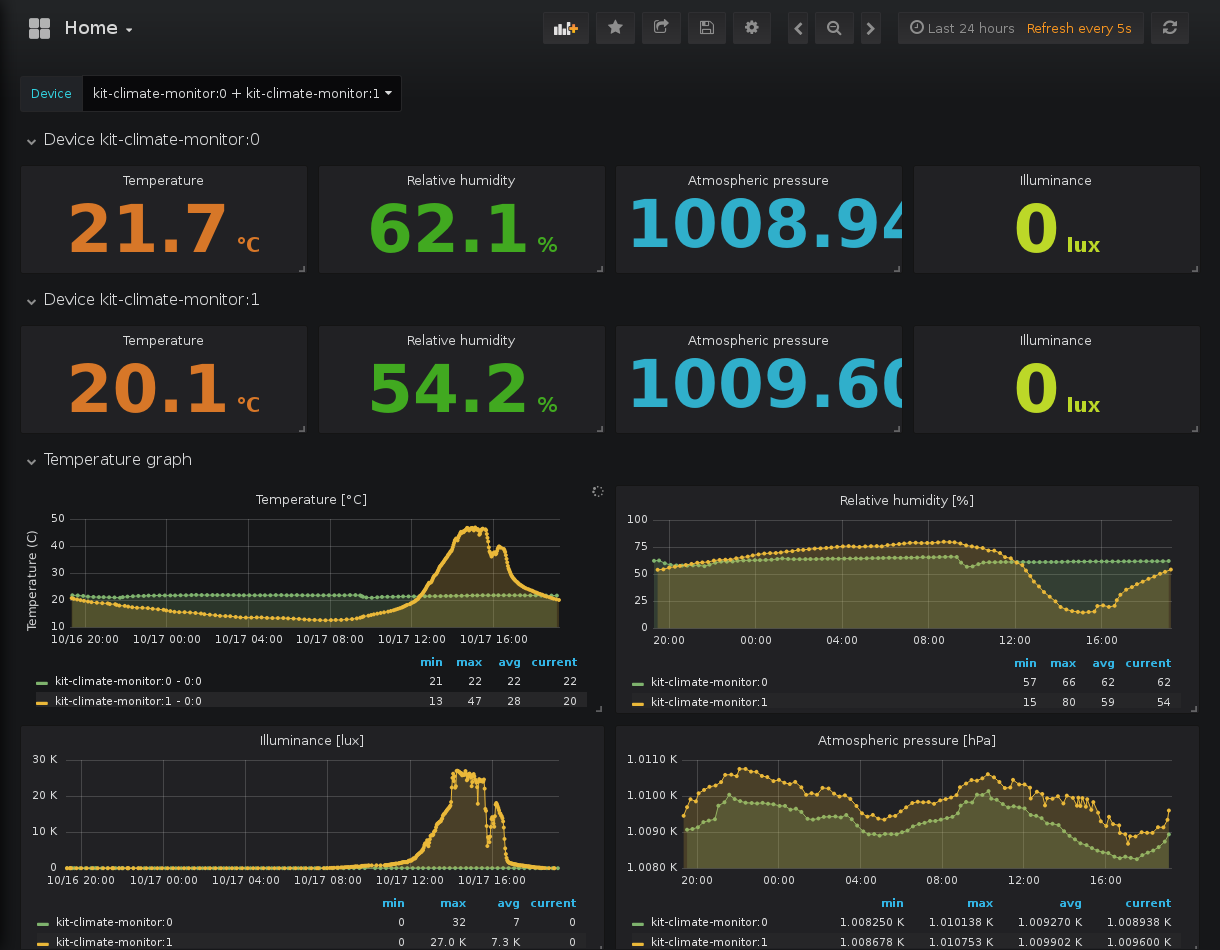 Home
Last 24 hours Refresh every 5s
Device kit-climate-monitor:0 + kit-climate-monitor:1
Device kit-climate-monitor:0
Temperature Relative humidity Atmospheric pressure Illuminance
21.7 °C 62.1 % 1008.94 0 lux
Device kit-climate-monitor:1
Temperature Relative humidity Atmospheric pressure Illuminance
20.1 °C 54.2 % 1009.60 0 lux
Temperature graph
Temperature [°C]
Temperature (C)
50
40
30
20
10
10/16 20:00 10/17 00:00 10/17 04:00 10/17 08:00 10/17 12:00 10/17 16:00
min max avg current
kit-climate-monitor:0 - 0:0 21 22 22 22
kit-climate-monitor:1 - 0:0 13 47 28 20
Relative humidity [%]
100
75
50
25
0
20:00 00:00 04:00 08:00 12:00 16:00
min max avg current
kit-climate-monitor:0 57 66 62 62
kit-climate-monitor:1 15 80 59 54
Illuminance [lux]
30 K
20 K
10 K
0
10/16 20:00 10/17 00:00 10/17 04:00 10/17 08:00 10/17 12:00 10/17 16:00
min max avg current
kit-climate-monitor:0 0 32 7 0
kit-climate-monitor:1 0 27.0 K 7.3 K 0
Atmospheric pressure [hPa]
1.0110 K
1.0100 K
1.0090 K
1.0080 K
20:00 00:00 04:00 08:00 12:00 16:00
min max avg current
kit-climate-monitor:0 1.008250 K 1.010138 K 1.009270 K 1.008938 K
kit-climate-monitor:1 1.008678 K 1.010753 K 1.009902 K 1.009600 K